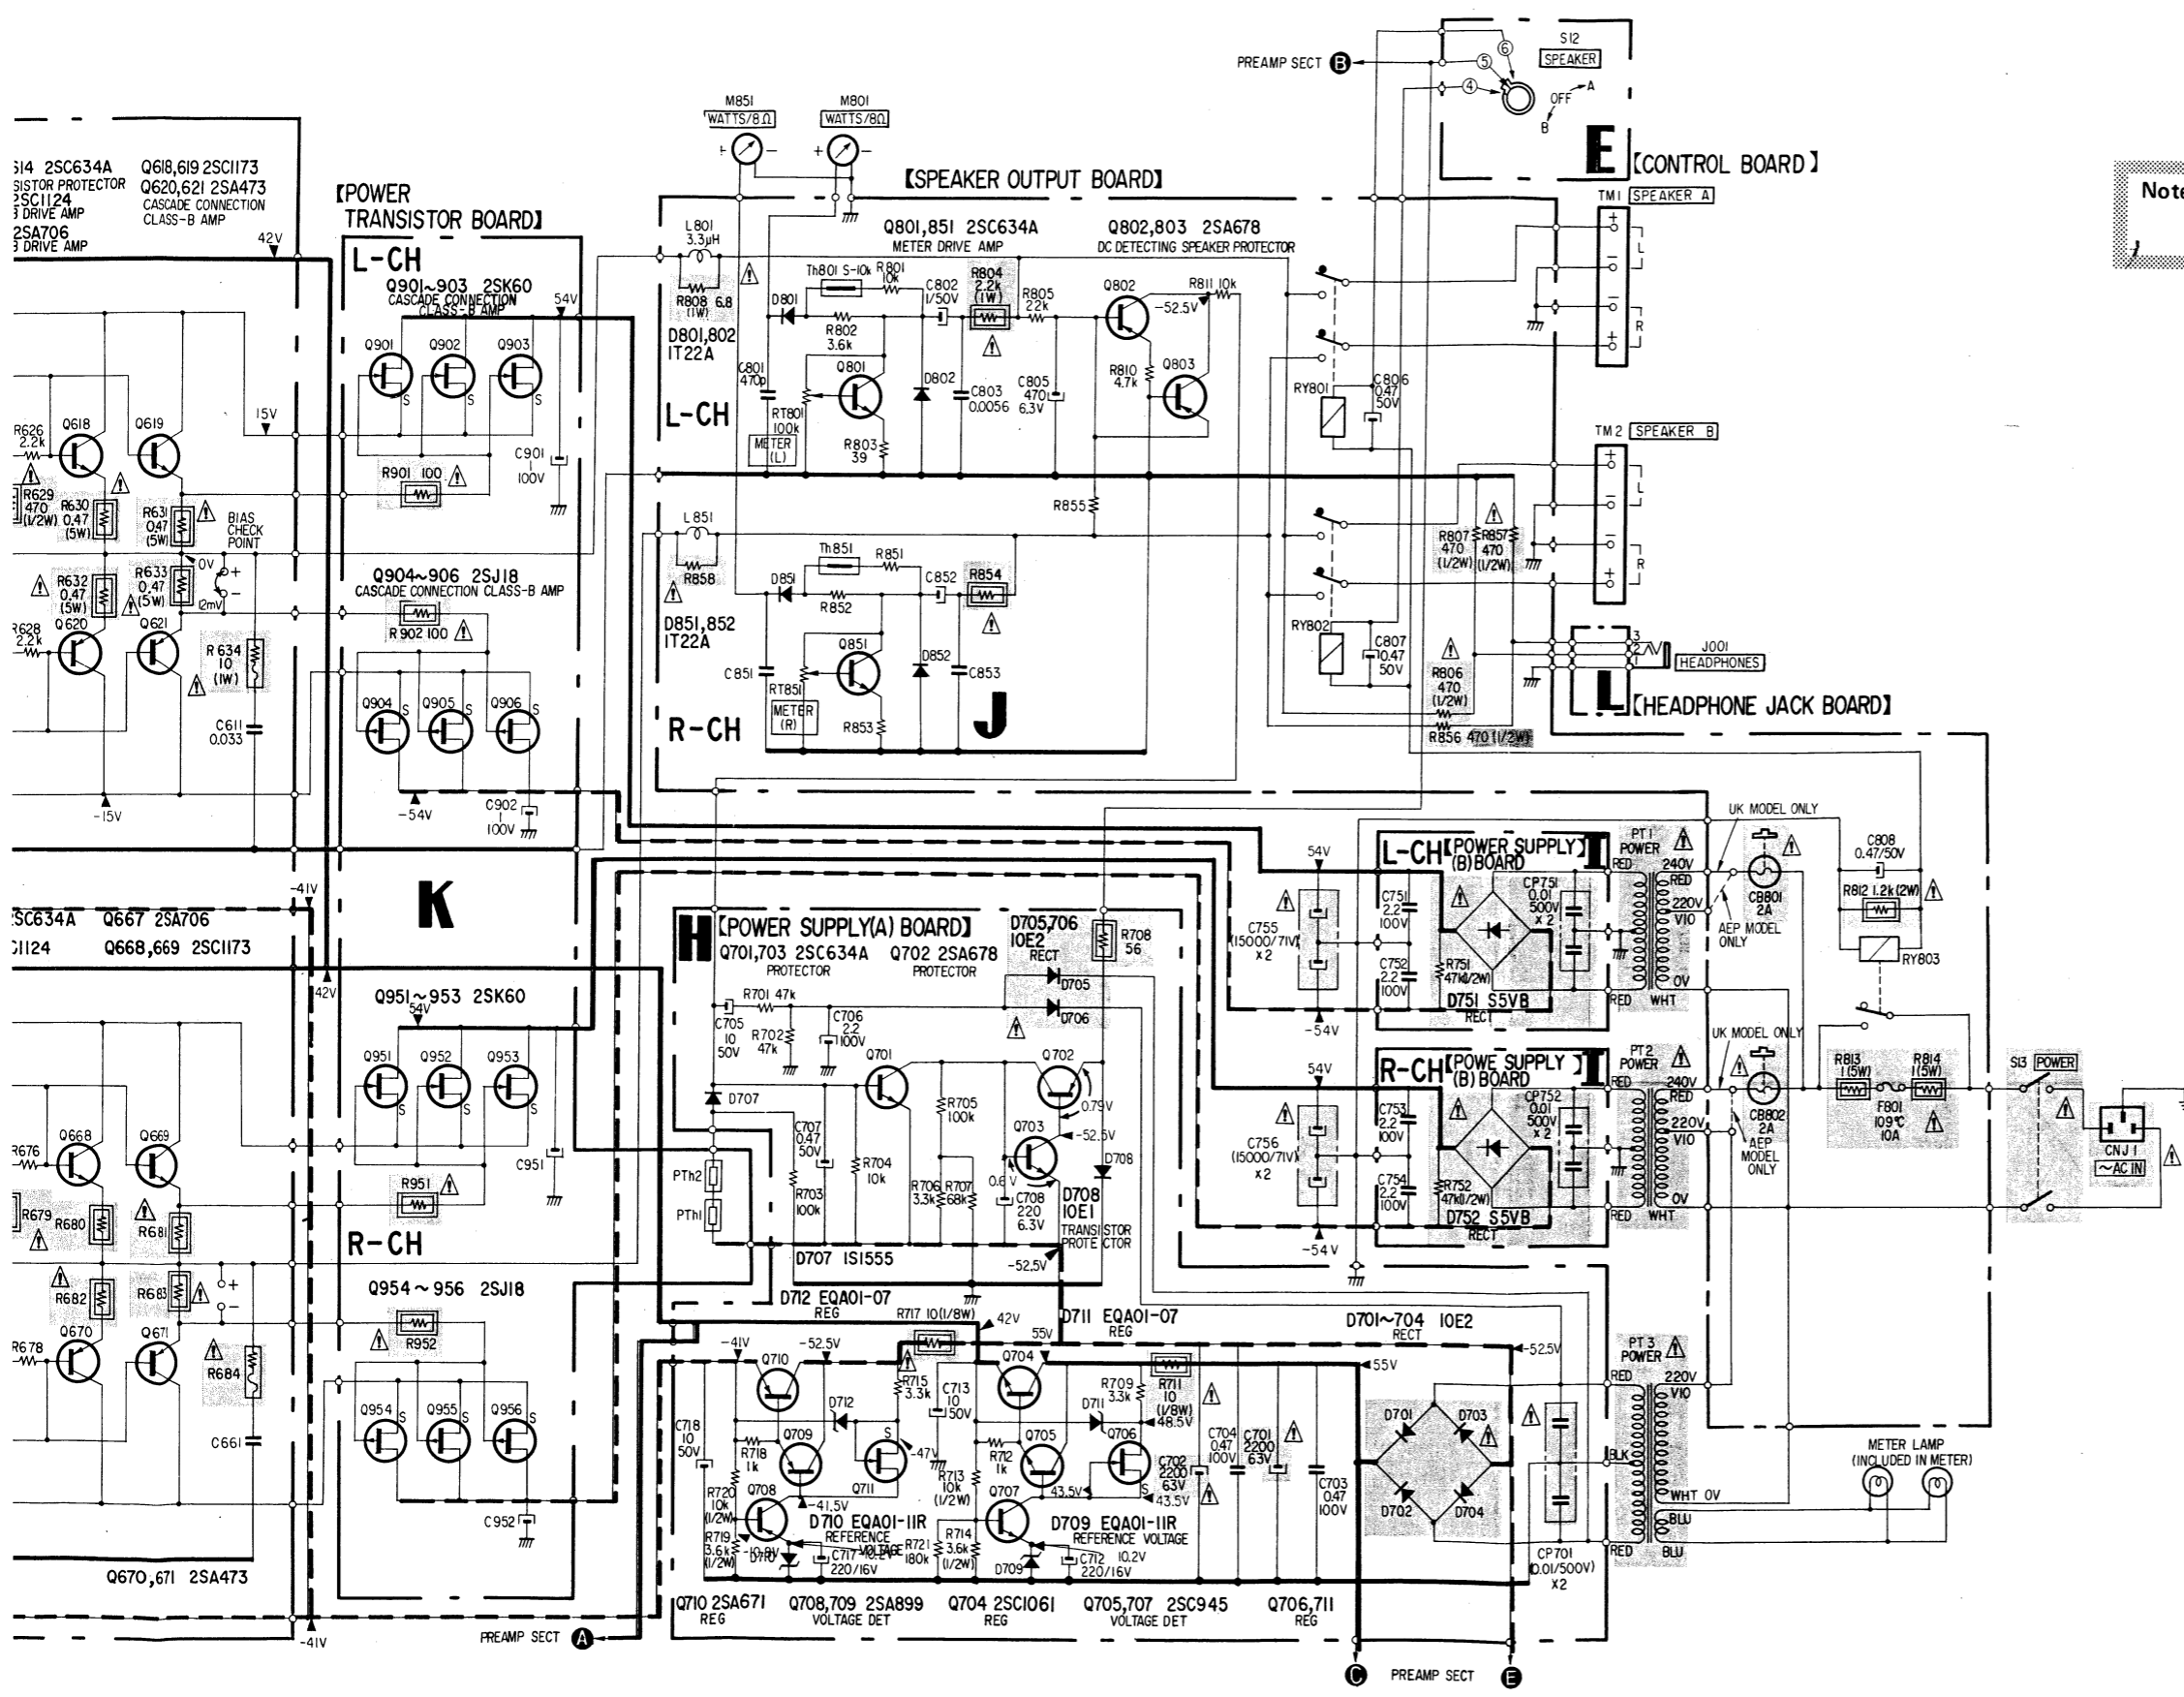 PREAMP SECT B
6
5
4
S12
SPEAKER
OFF
A
B
E
【CONTROL BOARD】
Note
M851
WATTS/8Ω
+
-
M801
WATTS/8Ω
+
-
614 2SC634A
SISTOR PROTECTOR
2SC1124
B DRIVE AMP
2SA706
B DRIVE AMP
Q618,619 2SC1173
Q620,621 2SA473
CASCADE CONNECTION
CLASS-B AMP
42V
【POWER
TRANSISTOR BOARD】
L-CH
Q901~903 2SK60
CASCADE CONNECTION
CLASS-B AMP
54V
Q901
Q902
Q903
S
S
15V
R626
2.2k
Q618
Q619
R901 100
C901
1
100V
R629
470
(1/2W)
R630
0.47
(5W)
R631
0.47
(5W)
BIAS
CHECK
POINT
0V
+
-
12mV
R632
0.47
(5W)
R633
0.47
(5W)
Q904~906 2SJ18
CASCADE CONNECTION CLASS-B AMP
R902 100
R628
2.2k
Q620
Q621
R634
10
(1W)
C611
0.033
Q904
Q905
Q906
S
S
S
-15V
-54V
C902
1
100V
【SPEAKER OUTPUT BOARD】
L801
3.3μH
R808 6.8
(1W)
D801,802
1T22A
Q801,851 2SC634A
METER DRIVE AMP
Q802,803 2SA678
DC DETECTING SPEAKER PROTECTOR
Th801 S-10k
R801
10k
D801
R802
3.6k
C802
1/50V
R804
2.2k
(1W)
R805
22k
Q802
R811 10k
-52.5V
C801
470p
Q801
D802
C803
0.0056
C805
470
6.3V
R810
4.7k
Q803
L-CH
RT801
100k
METER
(L)
R803
39
RY801
C806
0.47
50V
TM1 SPEAKER A
+
-
-
+
L
R
TM2 SPEAKER B
+
-
-
+
L
R
L851
R858
R855
Th851
R851
D851
R852
C852
R854
D851,852
1T22A
Q851
D852
C853
C851
RT851
METER
(R)
R853
R-CH
J
RY802
C807
0.47
50V
R807
470
(1/2W)
R857
470
(1/2W)
R806
470
(1/2W)
R856 470 (1/2W)
3
2
1
J001
HEADPHONES
L
【HEADPHONE JACK BOARD】
K
-41V
2SC634A Q667 2SA706
C1124 Q668,669 2SC1173
42V
Q951~953 2SK60
54V
Q951
Q952
Q953
S
S
S
R676
Q668
Q669
C951
R951
R679
R680
R681
R-CH
R682
R683
+
-
Q954~956 2SJ18
R952
R678
Q670
Q671
R684
C661
Q954
Q955
Q956
S
S
S
C952
Q670,671 2SA473
-41V
H
【POWER SUPPLY(A) BOARD】
Q701,703 2SC634A
PROTECTOR
Q702 2SA678
PROTECTOR
D705,706
10E2
RECT
R708
56
D705
D706
R701 47k
C705
10
50V
R702
47k
C706
2.2
100V
Q701
Q702
D707
R705
100k
0.79V
Q703
-52.5V
C707
0.47
50V
R704
10k
D708
PTh2
PTh1
R703
100k
R706
3.3k
R707
68k
0.6V
C708
220
6.3V
D708
10E1
TRANSISTOR
PROTECTOR
D707 1S1555
-52.5V
L-CH【POWER SUPPLY】I
(B) BOARD
54V
C755
(15000/71V)
X2
C751
2.2
100V
C752
2.2
100V
R751
47k(1/2W)
CP751
0.01
500V
X2
D751 S5VB
RECT
-54V
PT1
POWER
RED
240V
RED
220V
VIO
0V
RED
WHT
UK MODEL ONLY
AEP MODEL
ONLY
CB801
2A
C808
0.47/50V
R812 1.2k(2W)
RY803
R-CH【POWE SUPPLY】I
(B) BOARD
54V
C756
(15000/71V)
X2
C753
2.2
100V
C754
2.2
100V
R752
47k(1/2W)
CP752
0.01
500V
X2
D752 S5VB
RECT
-54V
PT2
POWER
RED
240V
RED
220V
VIO
0V
RED
WHT
UK MODEL ONLY
AEP
MODEL
ONLY
CB802
2A
R813
1(5W)
F801
109℃
10A
R814
1(5W)
S13 POWER
CNJ1
~AC IN
D712 EQA01-07
REG
R717 10(1/8W)
42V
D711 EQA01-07
REG
D701~704 10E2
RECT
-41V
-52.5V
55V
-52.5V
55V
Q710
D712
R715
3.3k
C713
10
50V
Q704
R709
3.3k
R711
10
(1/8W)
D711
48.5V
C718
10
50V
R718
1k
Q709
S
-47V
Q711
R712
1k
Q705
Q706
S
R720
10k
(1/2W)
Q708
-41.5V
R713
10k
(1/2W)
Q707
43.5V
43.5V
C702
2200
63V
C704
0.47
100V
C701
2200
63V
C703
0.47
100V
D710 EQA01-11R
REFERENCE
VOLTAGE
R719
3.6k
(1/2W)
D710
C717
220/16V
R721
180k
R714
3.6k
(1/2W)
D709 EQA01-11R
REFERENCE VOLTAGE
D709
C712
220/16V
10.2V
D701
D703
D702
D704
CP701
(0.01/500V)
X2
PT3
POWER
RED
220V
VIO
BLK
WHT 0V
BLU
RED
BLU
METER LAMP
(INCLUDED IN METER)
Q710 2SA671
REG
Q708,709 2SA899
VOLTAGE DET
Q704 2SC1061
REG
Q705,707 2SC945
VOLTAGE DET
Q706,711
REG
PREAMP SECT A
C PREAMP SECT E